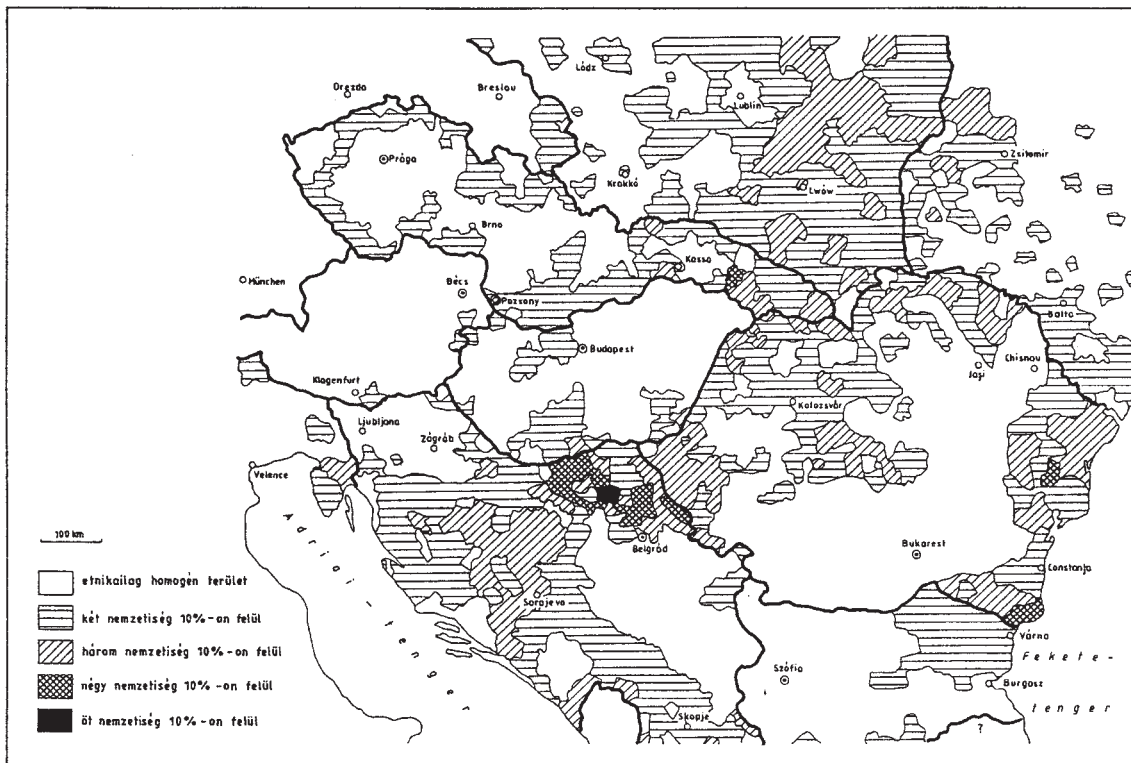 Łódź
Drezda
Breslau
Lublin
Prága
Zsitomir
Krakkó
Lwów
Brno
Kassa
München
Bécs
Pozsony
Balta
Budapest
Chisnau
Jaşi
Klagenfurt
Kolozsvár
Ljubljana
Zágráb
Velence
Adriai-tenger
100 km
Belgrád
Bukarest
Constanţa
etnikailag homogén terület
két nemzetiség 10%-on felül
Sarajevo
Várna
három nemzetiség 10%-on felül
Fekete-
Szófia
Burgasz
négy nemzetiség 10%-on felül
tenger
öt nemzetiség 10%-on felül
Skopje
?